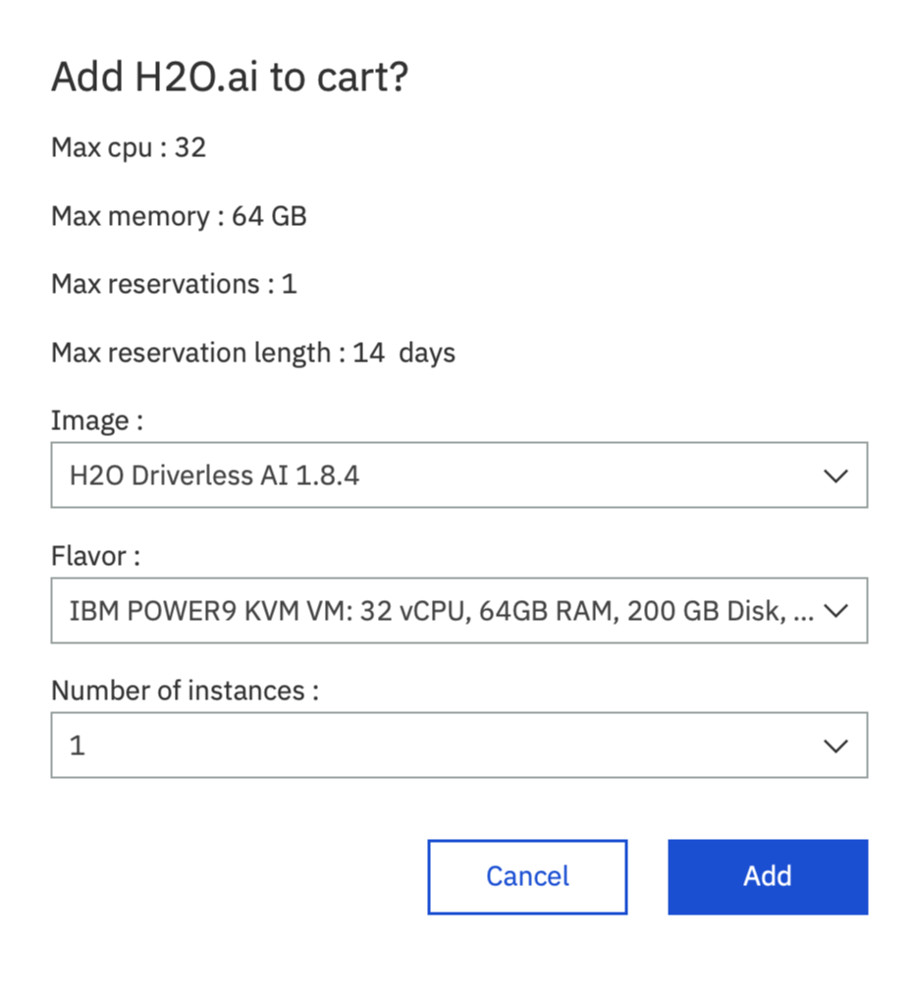 Add H2O.ai to cart?
Max cpu : 32
Max memory : 64 GB
Max reservations : 1
Max reservation length : 14 days
Image :
H2O Driverless AI 1.8.4
Flavor :
IBM POWER9 KVM VM: 32 vCPU, 64GB RAM, 200 GB Disk, ...
Number of instances :
1
Cancel
Add